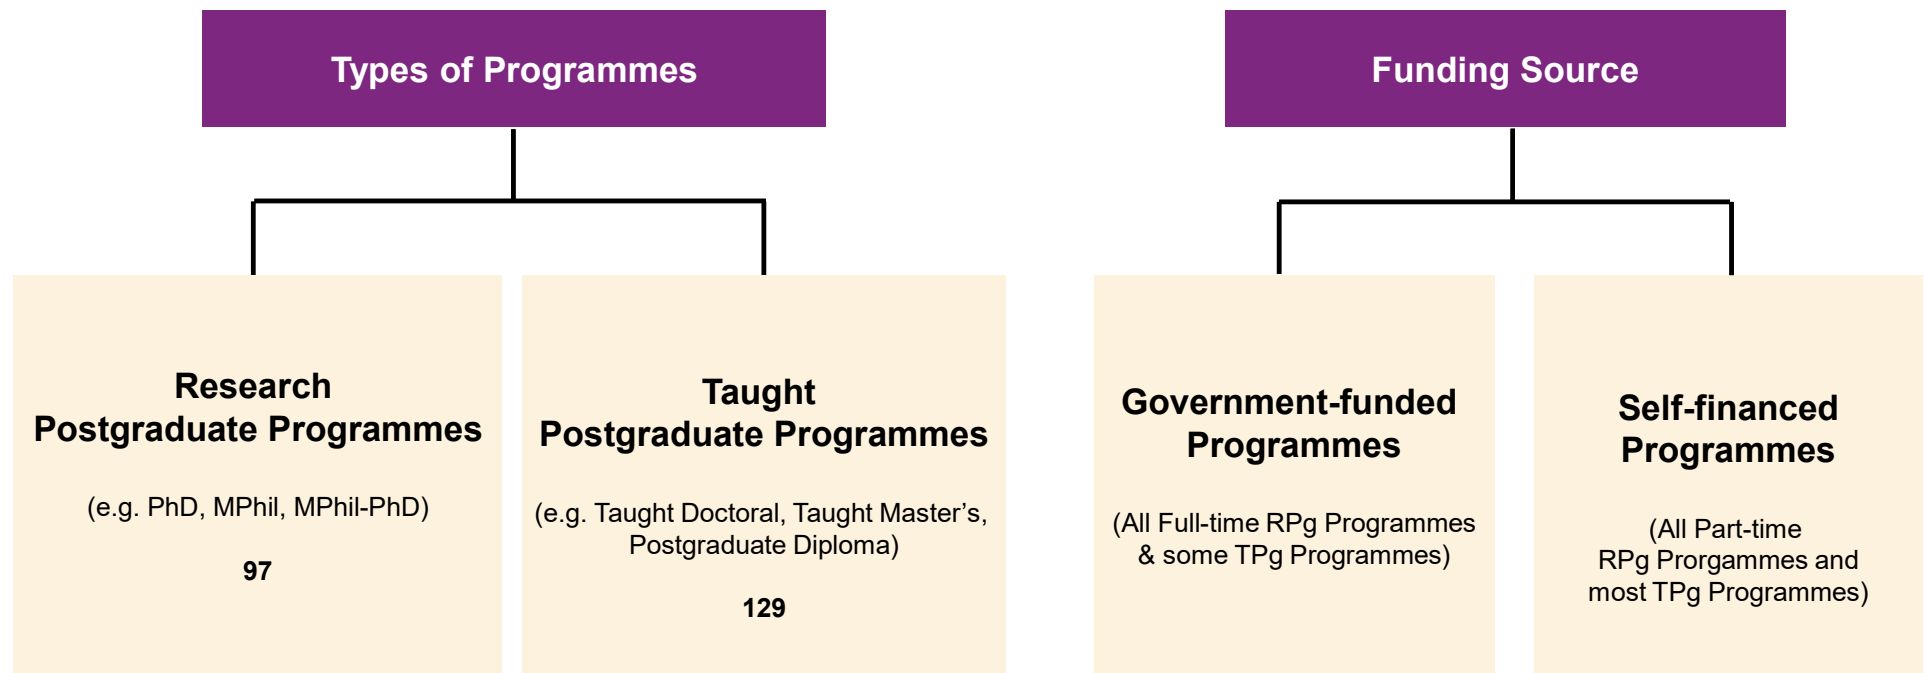 Types of Programmes
Research
Postgraduate Programmes
(e.g. PhD, MPhil, MPhil-PhD)
97
Taught
Postgraduate Programmes
(e.g. Taught Doctoral, Taught Master’s,
Postgraduate Diploma)
129
Funding Source
Government-funded
Programmes
(All Full-time RPg Programmes
& some TPg Programmes)
Self-financed
Programmes
(All Part-time
RPg Prorgammes and
most TPg Programmes)